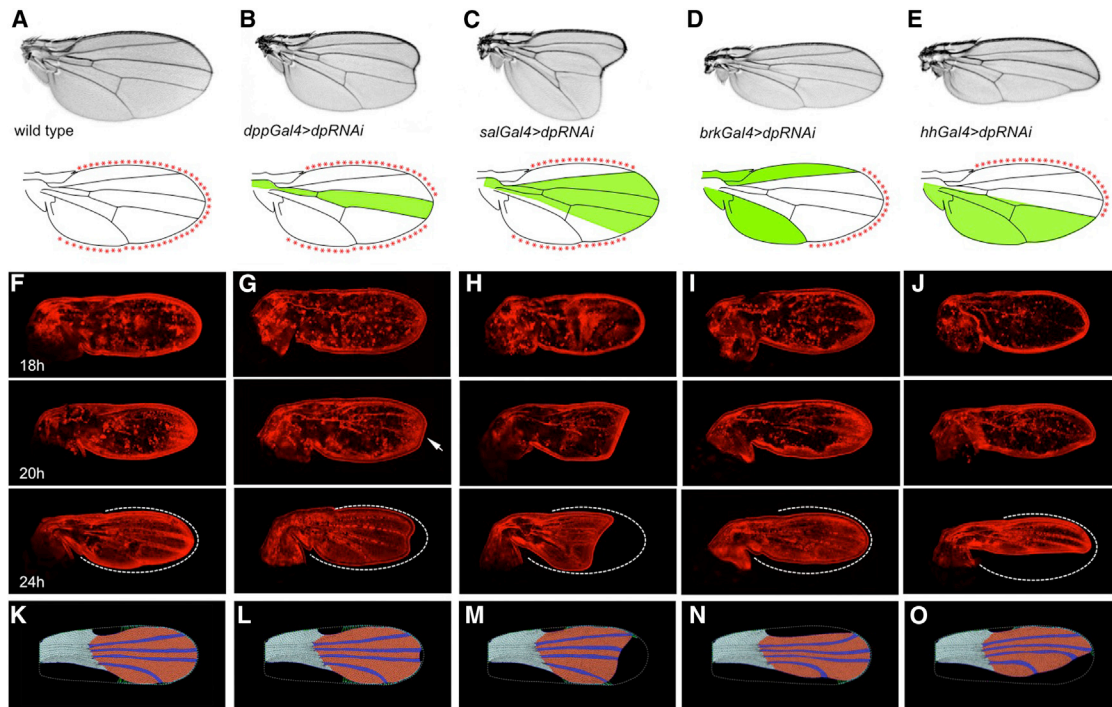 A
B
C
D
E
wild type
dppGal4>dpRNAi
salGal4>dpRNAi
brkGal4>dpRNAi
hhGal4>dpRNAi
F
G
H
I
J
18h
20h
24h
K
L
M
N
O